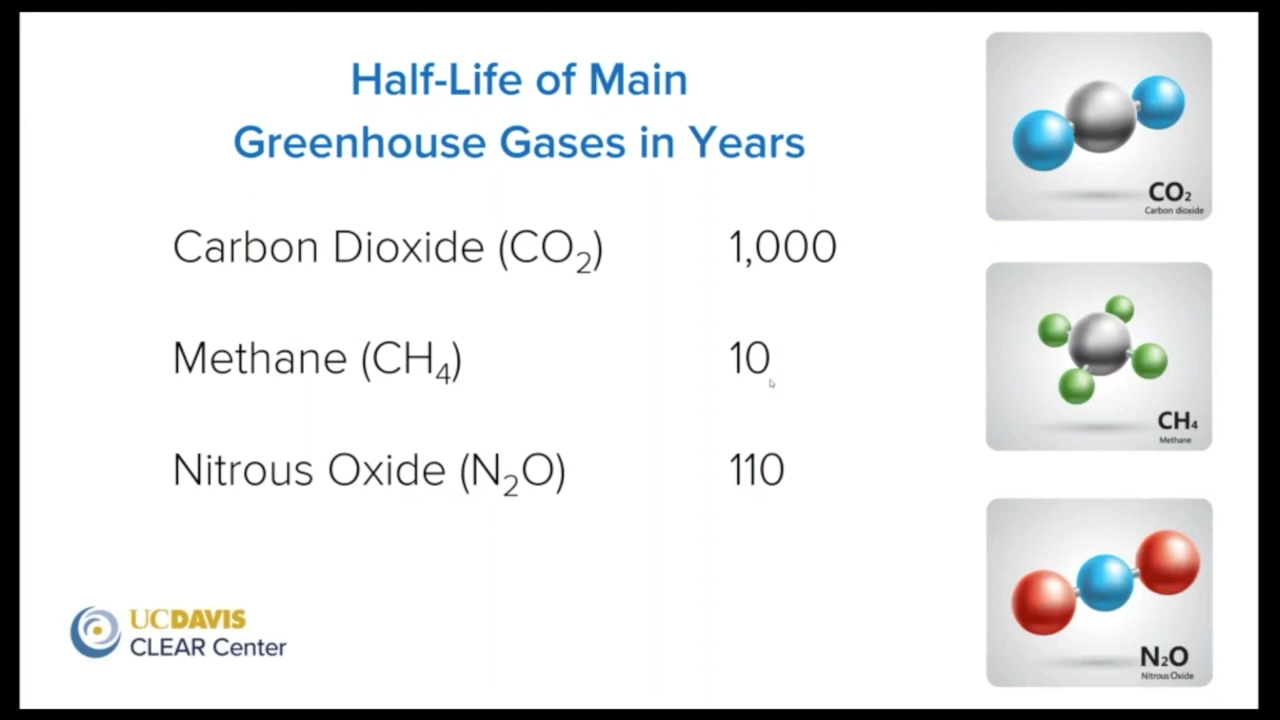 Half-Life of Main
Greenhouse Gases in Years
Carbon Dioxide (CO₂) 1,000
Methane (CH₄) 10
Nitrous Oxide (N₂O) 110
CO₂
Carbon dioxide
CH₄
Methane
N₂O
Nitrous Oxide
UCDAVIS
CLEAR Center